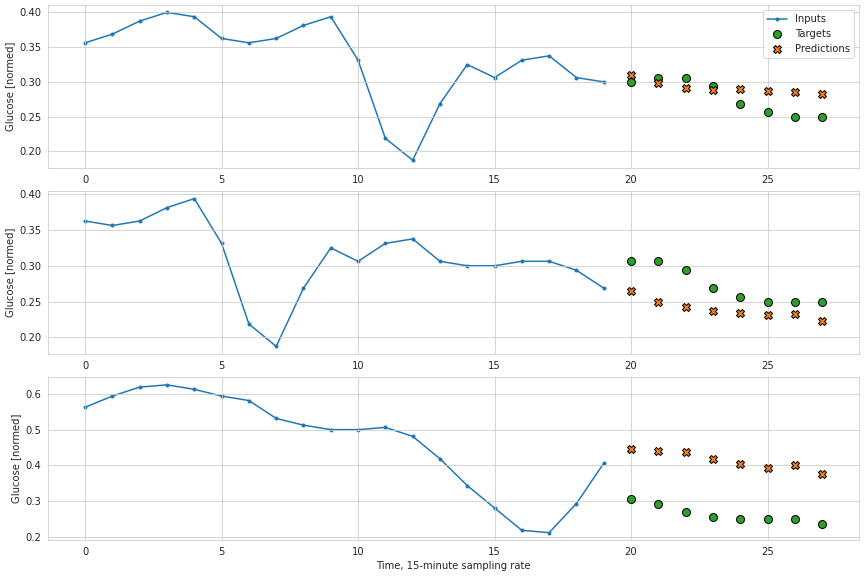 0.40
0.35
0.30
0.25
0.20
Glucose [normed]
Inputs
Targets
Predictions
0 5 10 15 20 25
0.40
0.35
0.30
0.25
0.20
Glucose [normed]
0 5 10 15 20 25
0.6
0.5
0.4
0.3
0.2
Glucose [normed]
0 5 10 15 20 25
Time, 15-minute sampling rate